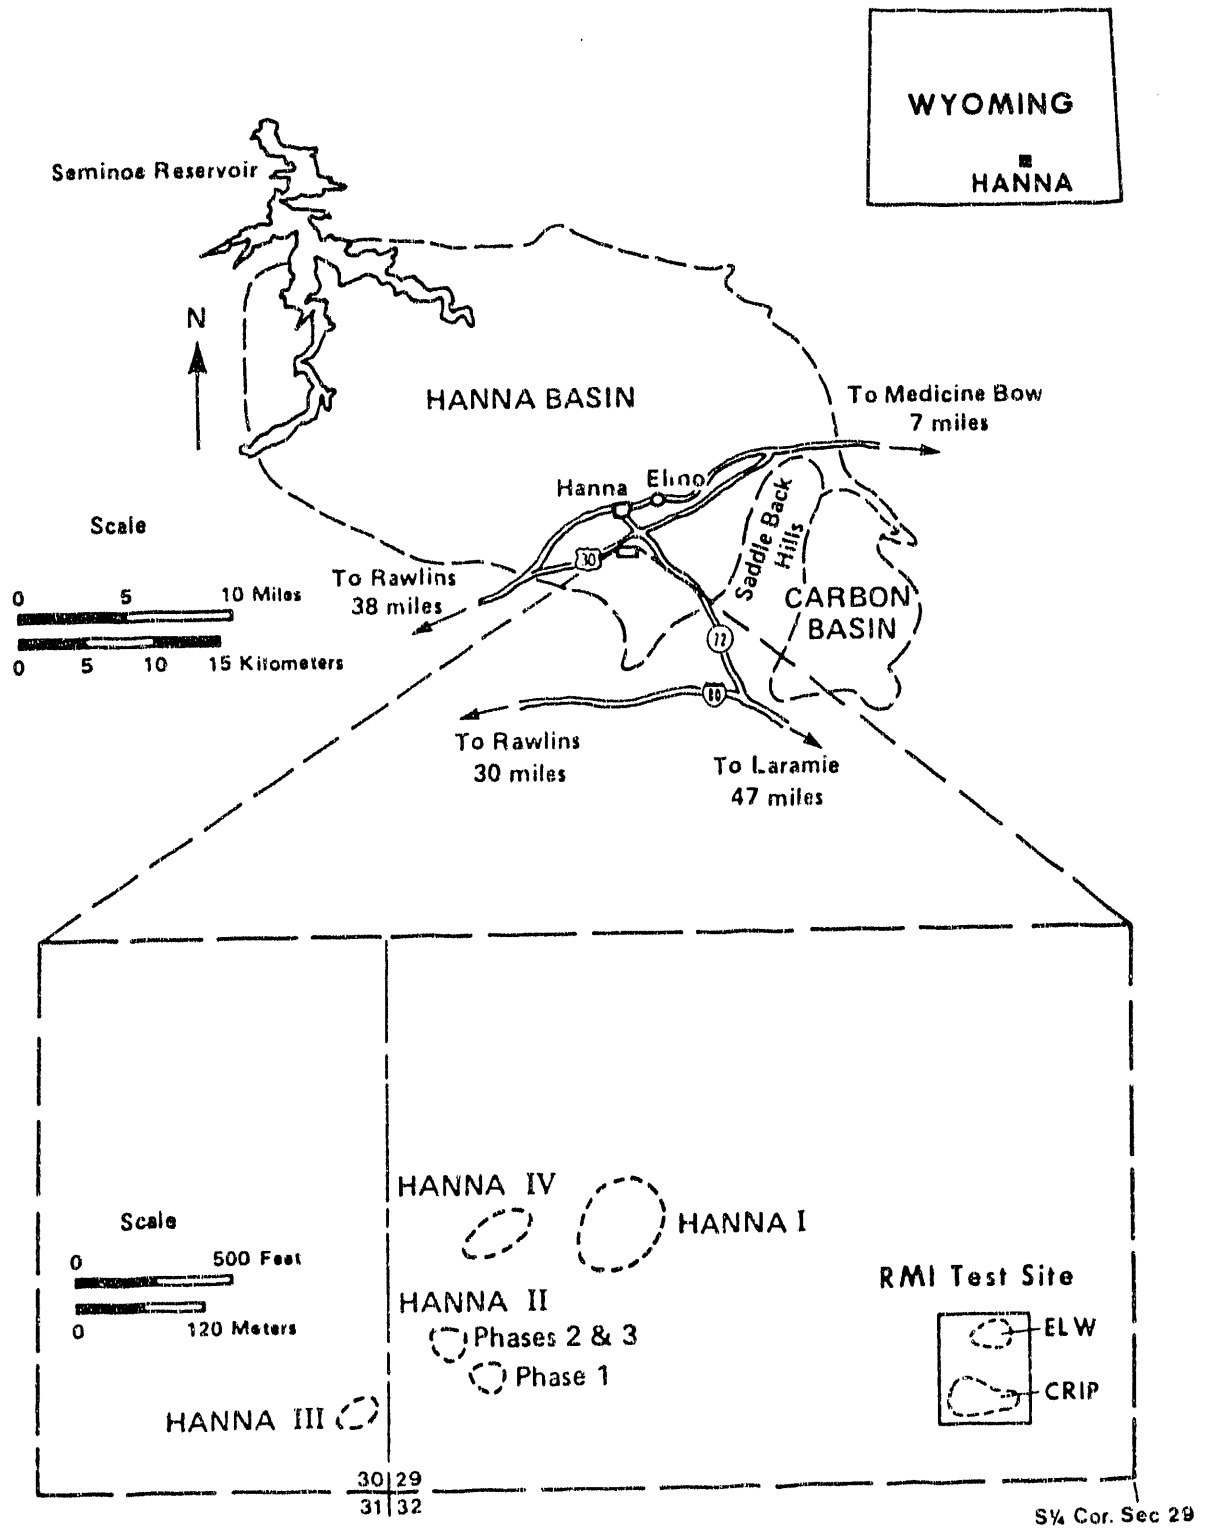 WYOMING
HANNA
Seminoe Reservoir
N
HANNA BASIN
To Medicine Bow
7 miles
Elmo
Hanna
Saddle Back
Hills
Scale
30
To Rawlins
38 miles
0 5 10 Miles
0 5 10 15 Kilometers
CARBON
BASIN
72
80
To Rawlins
30 miles
To Laramie
47 miles
HANNA IV
HANNA I
Scale
0 500 Feet
0 120 Meters
HANNA II
Phases 2 & 3
Phase 1
RMI Test Site
ELW
CRIP
HANNA III
30 29
31 32
S¼ Cor. Sec 29